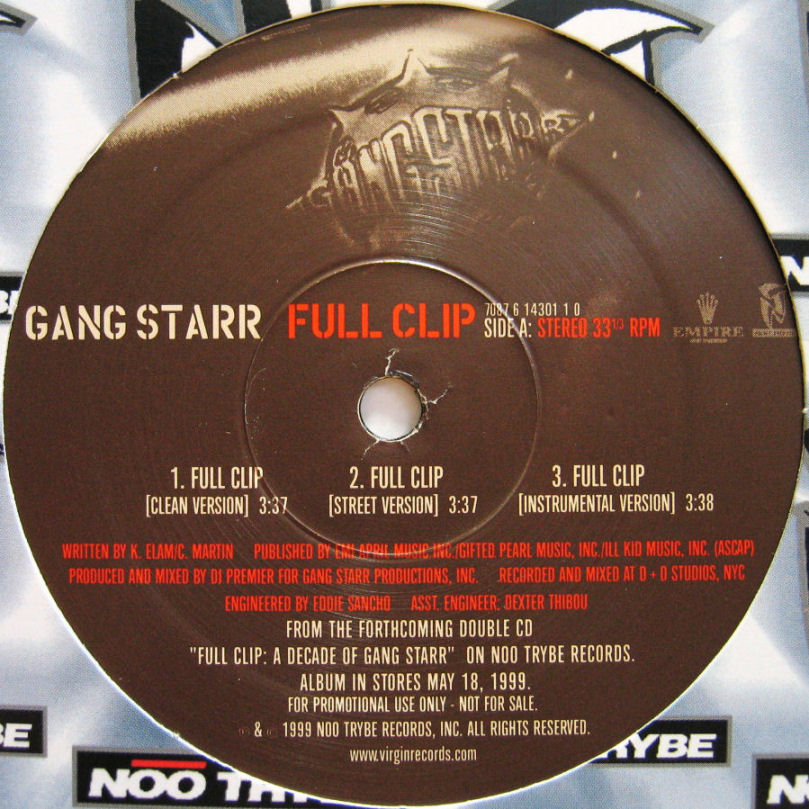 GANG STARR
GANG STARR FULL CLIP
7087 6 14301 1 0
SIDE A: STEREO 33 1/3 RPM
EMPIRE
1. FULL CLIP
[CLEAN VERSION] 3:37
2. FULL CLIP
[STREET VERSION] 3:37
3. FULL CLIP
[INSTRUMENTAL VERSION] 3:38
WRITTEN BY K. ELAM/C. MARTIN PUBLISHED BY EMI APRIL MUSIC INC./GIFTED PEARL MUSIC, INC./ILL KID MUSIC, INC. (ASCAP)
PRODUCED AND MIXED BY DJ PREMIER FOR GANG STARR PRODUCTIONS, INC. RECORDED AND MIXED AT D + D STUDIOS, NYC
ENGINEERED BY EDDIE SANCHO ASST. ENGINEER: DEXTER THIBOU
FROM THE FORTHCOMING DOUBLE CD
"FULL CLIP: A DECADE OF GANG STARR" ON NOO TRYBE RECORDS.
ALBUM IN STORES MAY 18, 1999.
FOR PROMOTIONAL USE ONLY - NOT FOR SALE.
℗ & © 1999 NOO TRYBE RECORDS, INC. ALL RIGHTS RESERVED.
www.virginrecords.com
BE
NOO TRYBE
TRYBE
N